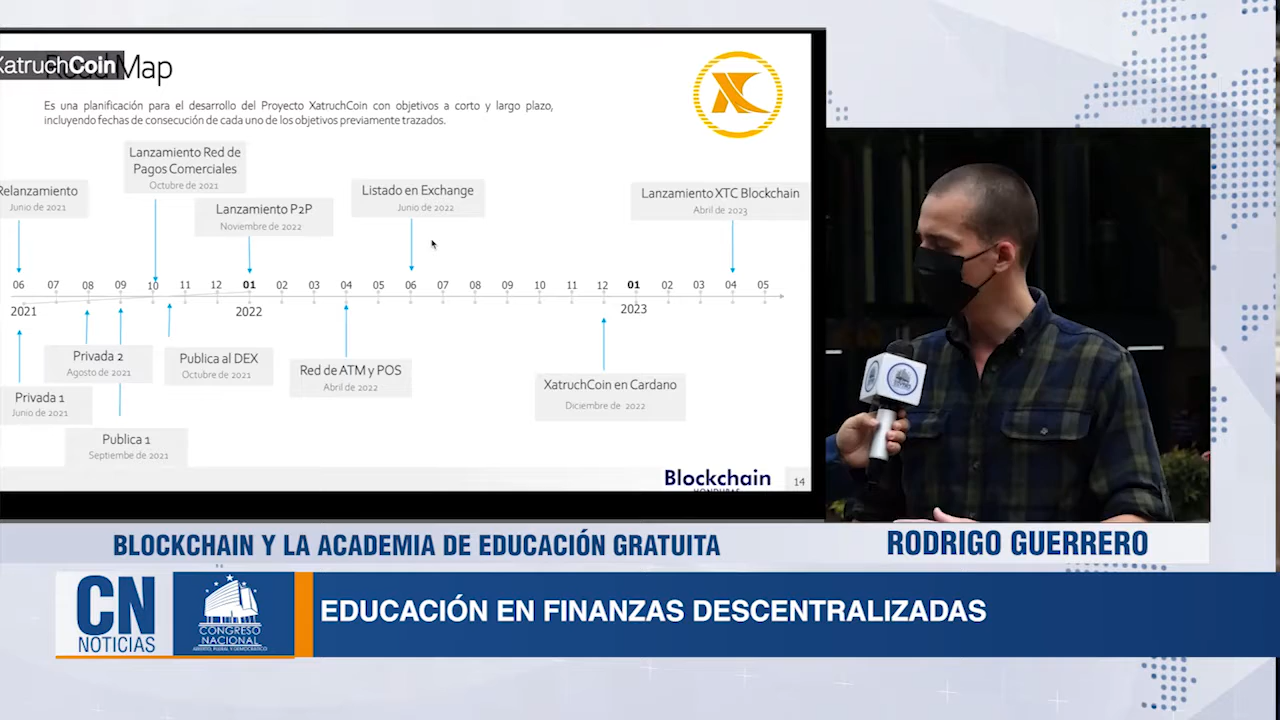 XatruchCoin
Road Map
Es una planificación para el desarrollo del Proyecto XatruchCoin con objetivos a corto y largo plazo,
incluyendo fechas de consecución de cada uno de los objetivos previamente trazados.
Lanzamiento Red de
Pagos Comerciales
Octubre de 2021
Relanzamiento
Junio de 2021
Lanzamiento P2P
Noviembre de 2022
Listado en Exchange
Junio de 2022
Lanzamiento XTC Blockchain
Abril de 2023
06 07 08 09 10 11 12 01 02 03 04 05 06 07 08 09 10 11 12 01 02 03 04 05
2021 2022 2023
Privada 2
Agosto de 2021
Publica al DEX
Octubre de 2021
Red de ATM y POS
Abril de 2022
XatruchCoin en Cardano
Diciembre de 2022
Privada 1
Junio de 2021
Publica 1
Septiembre de 2021
Blockchain
HONDURAS
14
BLOCKCHAIN Y LA ACADEMIA DE EDUCACIÓN GRATUITA
RODRIGO GUERRERO
CN
NOTICIAS
CONGRESO
NACIONAL
ABIERTO, PLURAL Y DEMOCRÁTICO
EDUCACIÓN EN FINANZAS DESCENTRALIZADAS